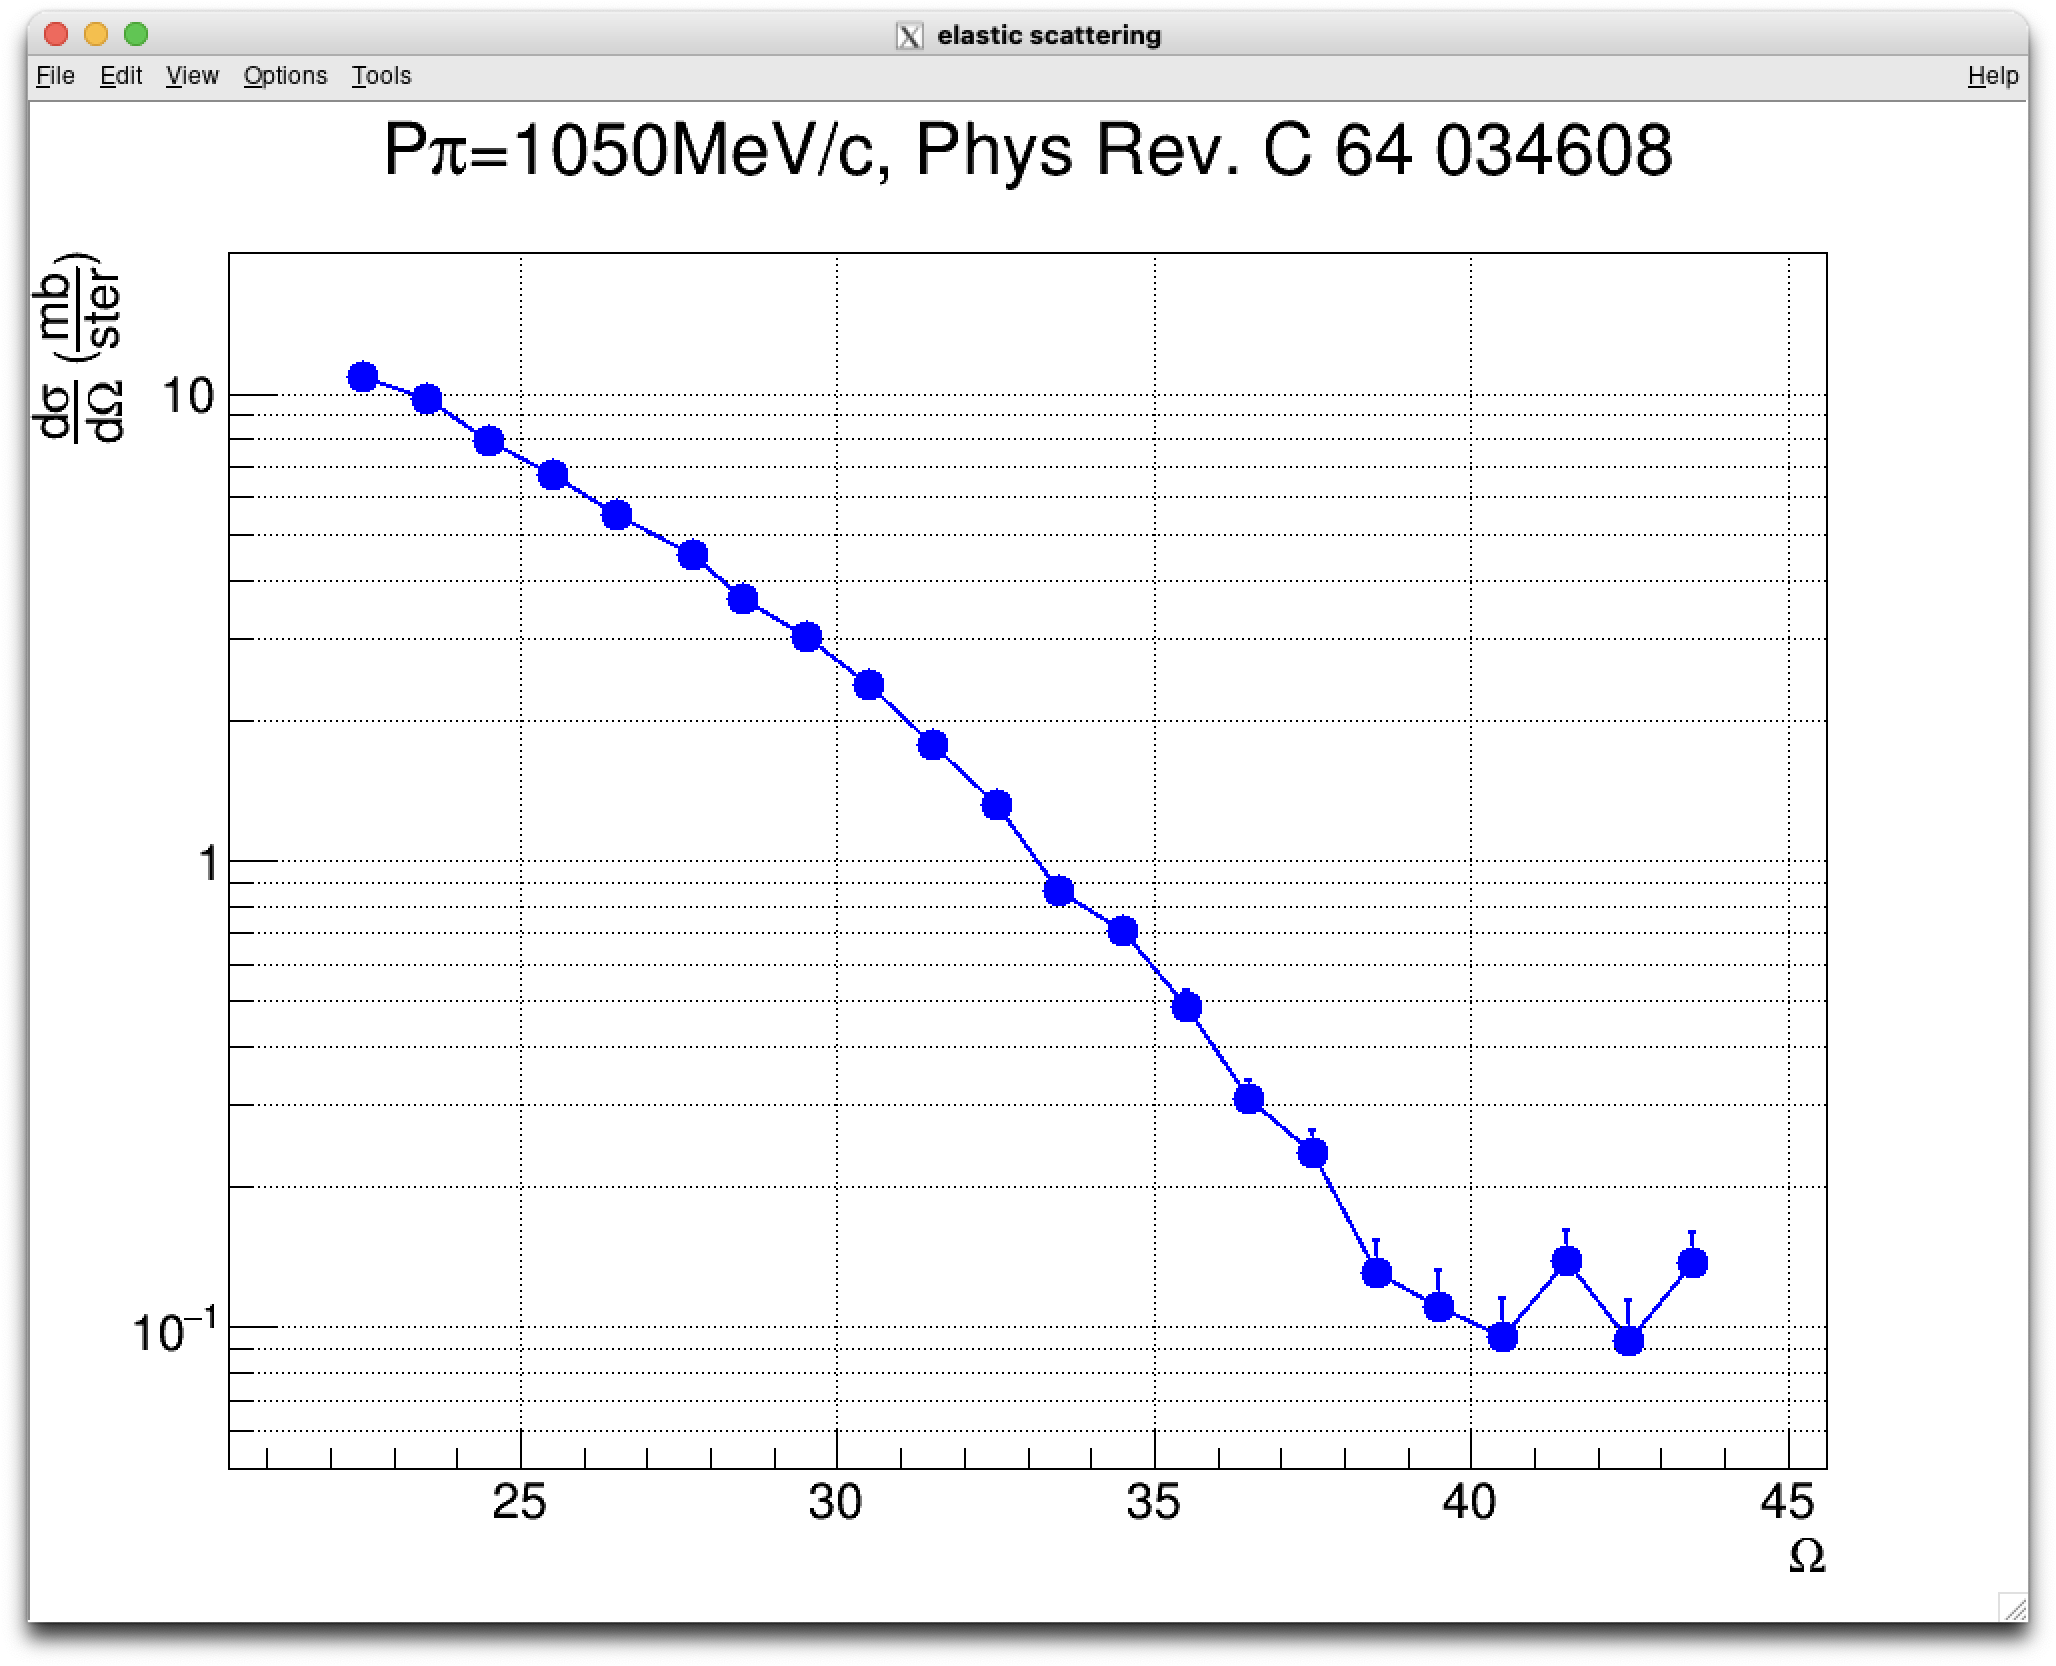 elastic scattering
File Edit View Options Tools Help
Pπ=1050MeV/c, Phys Rev. C 64 034608
dσ/dΩ (mb/ster)
10
1
10⁻¹
25 30 35 40 45
Ω